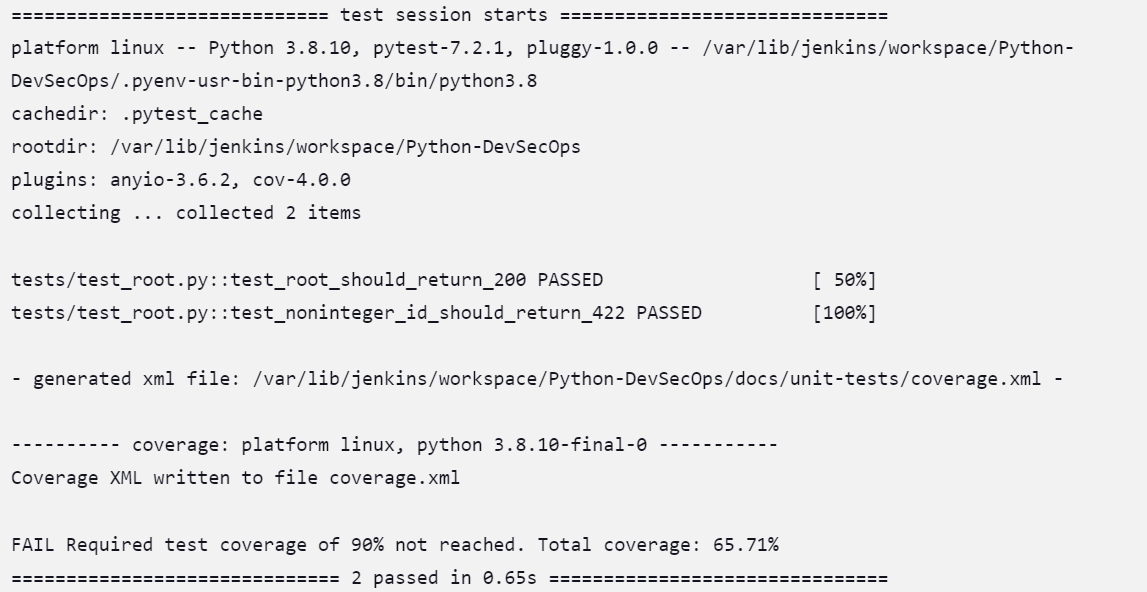 ============================= test session starts ==============================
platform linux -- Python 3.8.10, pytest-7.2.1, pluggy-1.0.0 -- /var/lib/jenkins/workspace/Python-
DevSecOps/.pyenv-usr-bin-python3.8/bin/python3.8
cachedir: .pytest_cache
rootdir: /var/lib/jenkins/workspace/Python-DevSecOps
plugins: anyio-3.6.2, cov-4.0.0
collecting ... collected 2 items
tests/test_root.py::test_root_should_return_200 PASSED                   [ 50%]
tests/test_root.py::test_noninteger_id_should_return_422 PASSED          [100%]
- generated xml file: /var/lib/jenkins/workspace/Python-DevSecOps/docs/unit-tests/coverage.xml -
---------- coverage: platform linux, python 3.8.10-final-0 -----------
Coverage XML written to file coverage.xml
FAIL Required test coverage of 90% not reached. Total coverage: 65.71%
============================== 2 passed in 0.65s ===============================